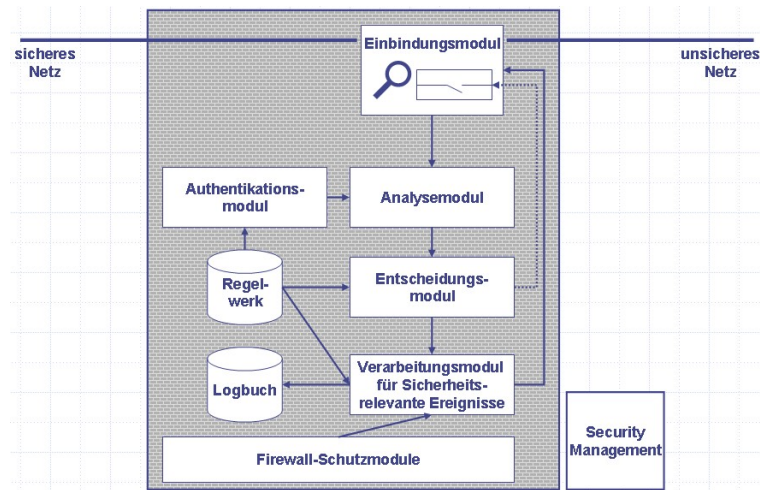 sicheres
Netz
Einbindungsmodul
unsicheres
Netz
Authentikations-
modul
Analysemodul
Regel-
werk
Entscheidungs-
modul
Logbuch
Verarbeitungsmodul
für Sicherheits-
relevante Ereignisse
Firewall-Schutzmodule
Security
Management